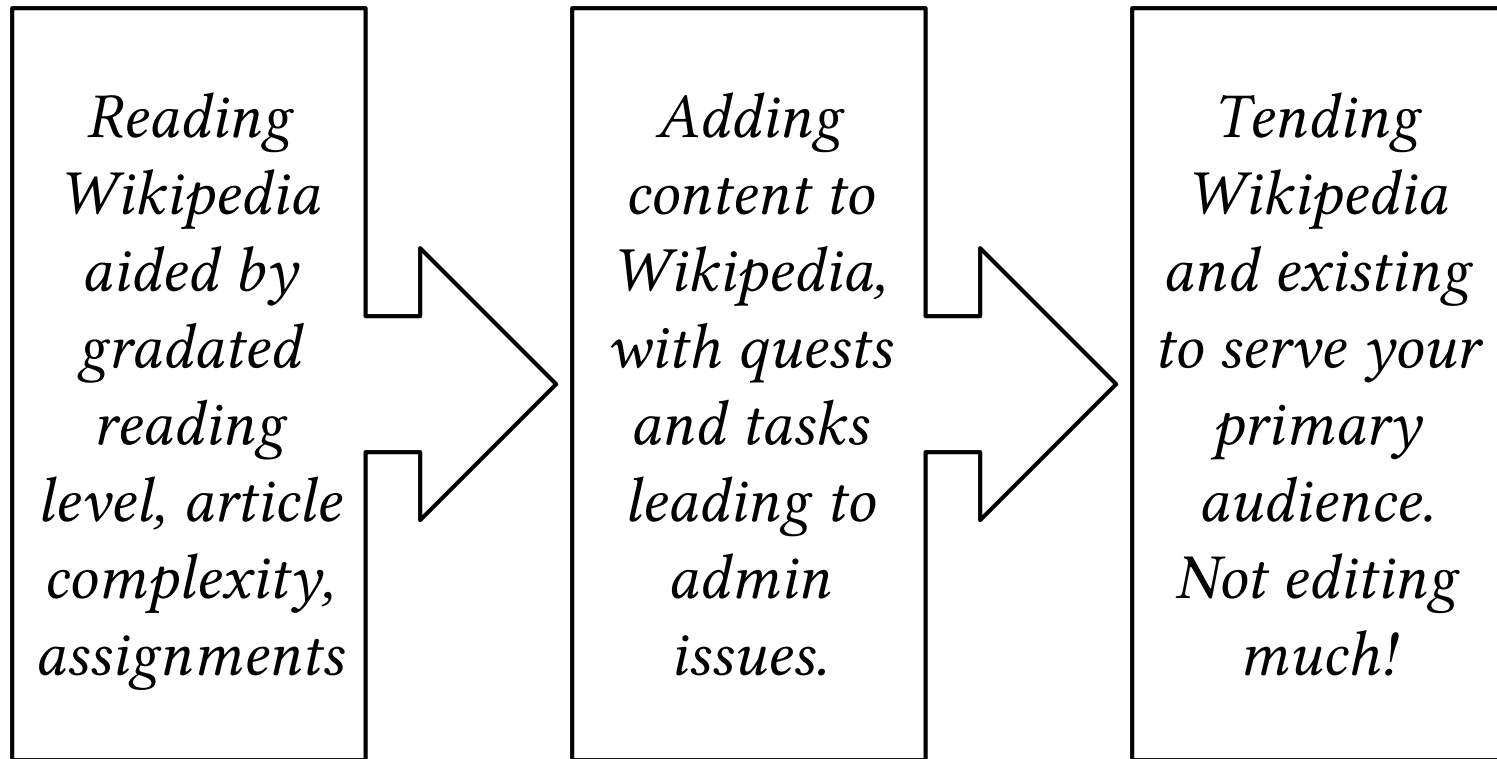 Reading
Wikipedia
aided by
gradated
reading
level, article
complexity,
assignments
Adding
content to
Wikipedia,
with quests
and tasks
leading to
admin
issues.
Tending
Wikipedia
and existing
to serve your
primary
audience.
Not editing
much!